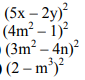 (5x – 2y)²
(4m² – 1)²
(3m² – 4n)²
(2 – m³)²